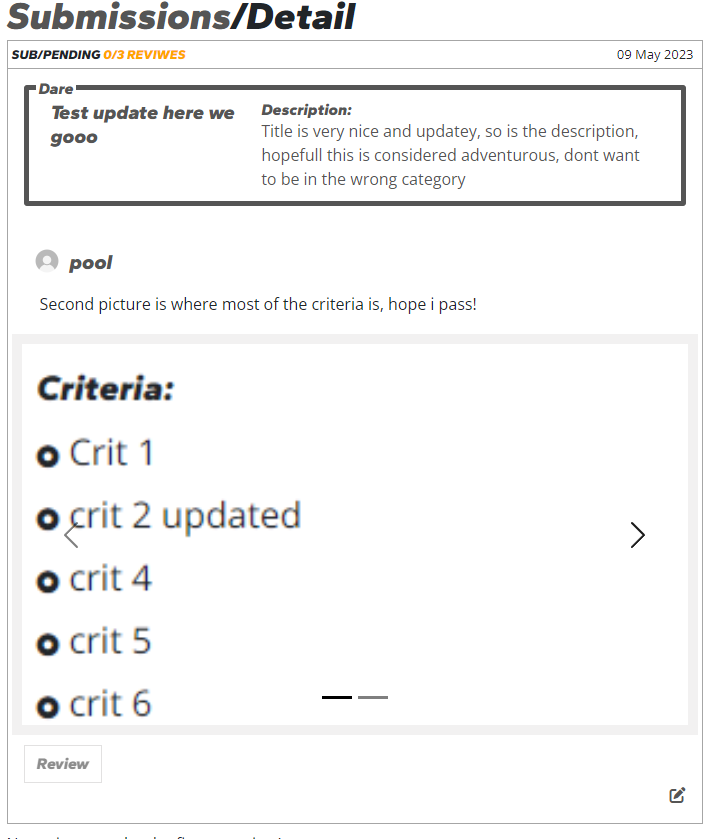 Submissions/Detail
SUB/PENDING 0/3 REVIWES 09 May 2023
Dare
Test update here we gooo
Description:
Title is very nice and updatey, so is the description,
hopefull this is considered adventurous, dont want
to be in the wrong category
pool
Second picture is where most of the criteria is, hope i pass!
Criteria:
Crit 1
crit 2 updated
crit 4
crit 5
crit 6
Review